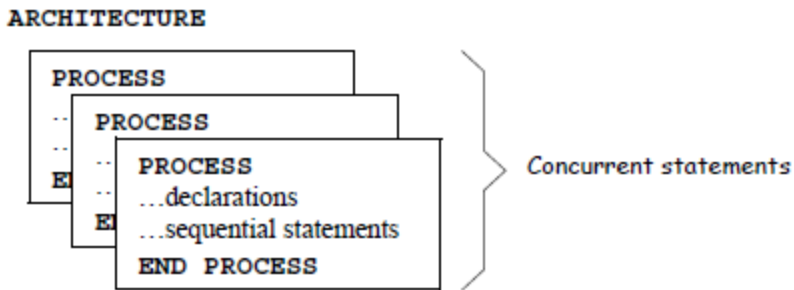 ARCHITECTURE
PROCESS
..
..
E
PROCESS
..
..
E
PROCESS
...declarations
...sequential statements
END PROCESS
Concurrent statements